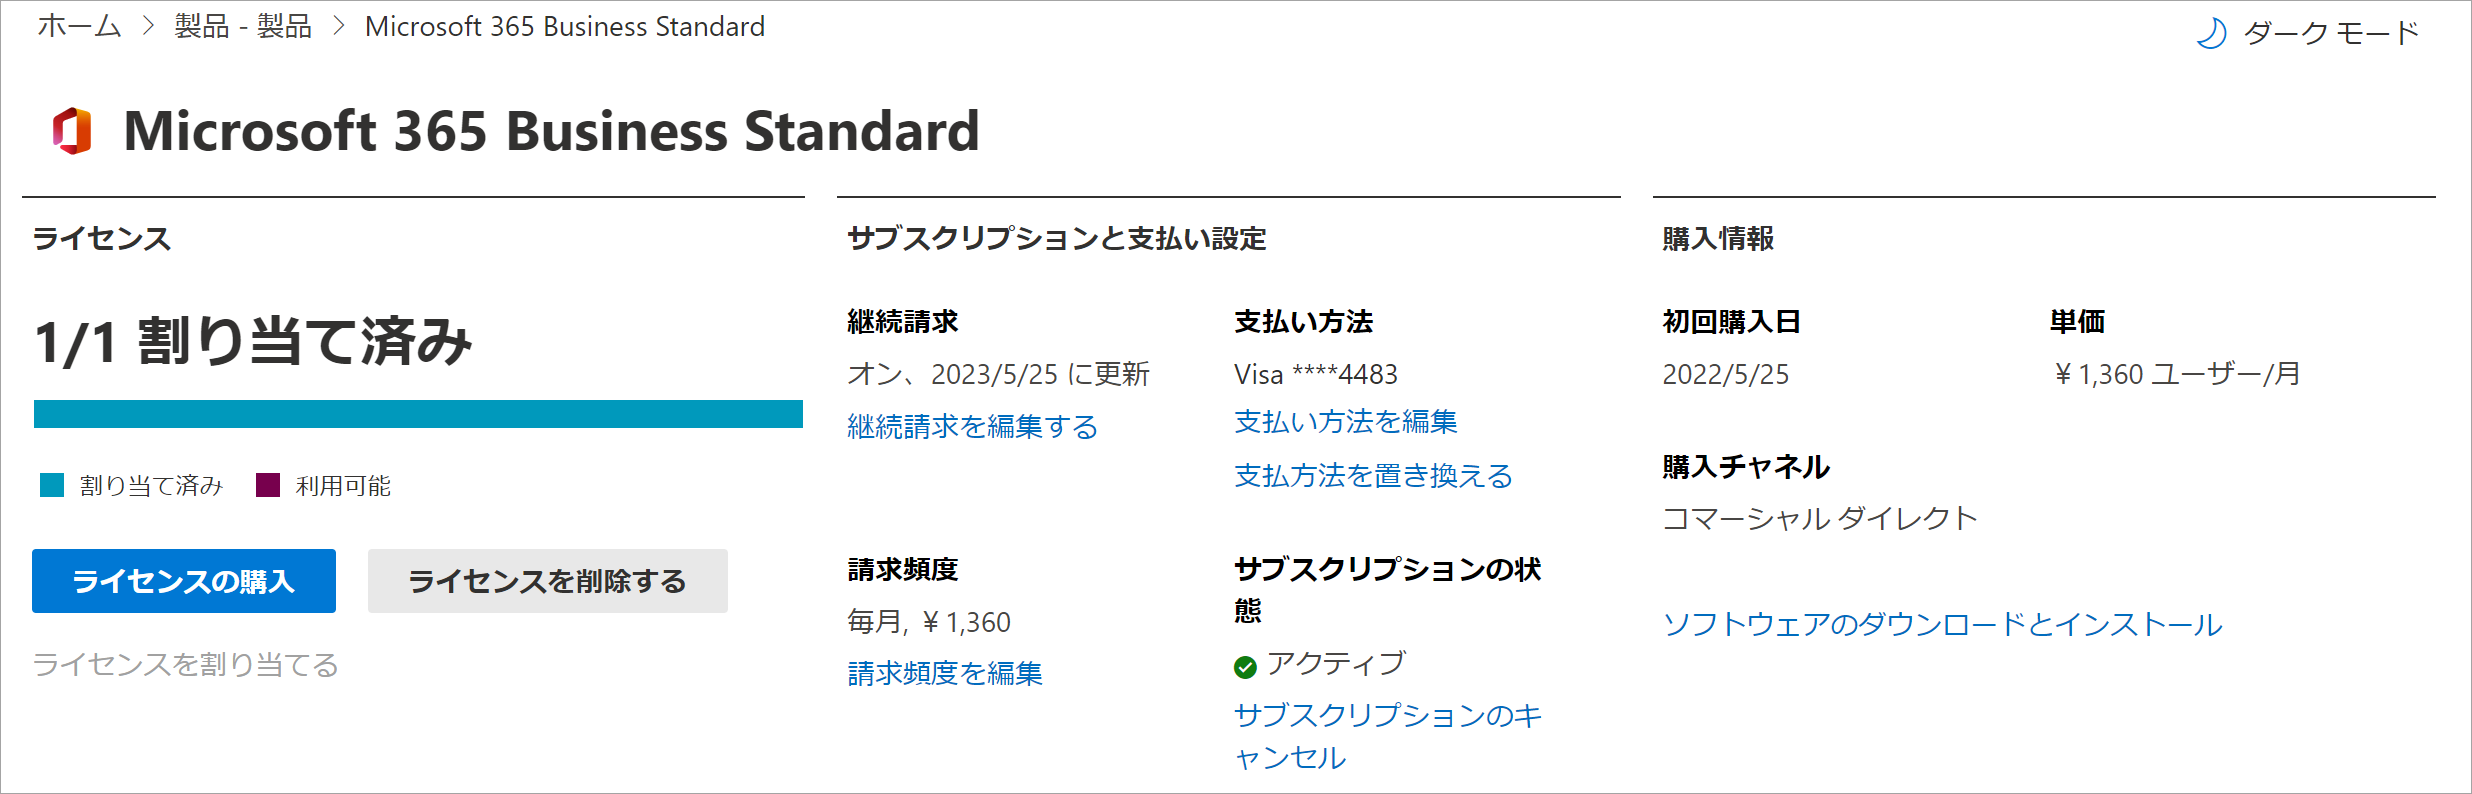 ホーム > 製品 - 製品 > Microsoft 365 Business Standard
ダーク モード
Microsoft 365 Business Standard
ライセンス
1/1 割り当て済み
割り当て済み 利用可能
ライセンスの購入 ライセンスを削除する
ライセンスを割り当てる
サブスクリプションと支払い設定
継続請求
オン、2023/5/25 に更新
継続請求を編集する
支払い方法
Visa ****4483
支払い方法を編集
支払方法を置き換える
請求頻度
毎月, ¥ 1,360
請求頻度を編集
サブスクリプションの状
態
アクティブ
サブスクリプションのキ
ャンセル
購入情報
初回購入日
2022/5/25
単価
¥ 1,360 ユーザー/月
購入チャネル
コマーシャル ダイレクト
ソフトウェアのダウンロードとインストール